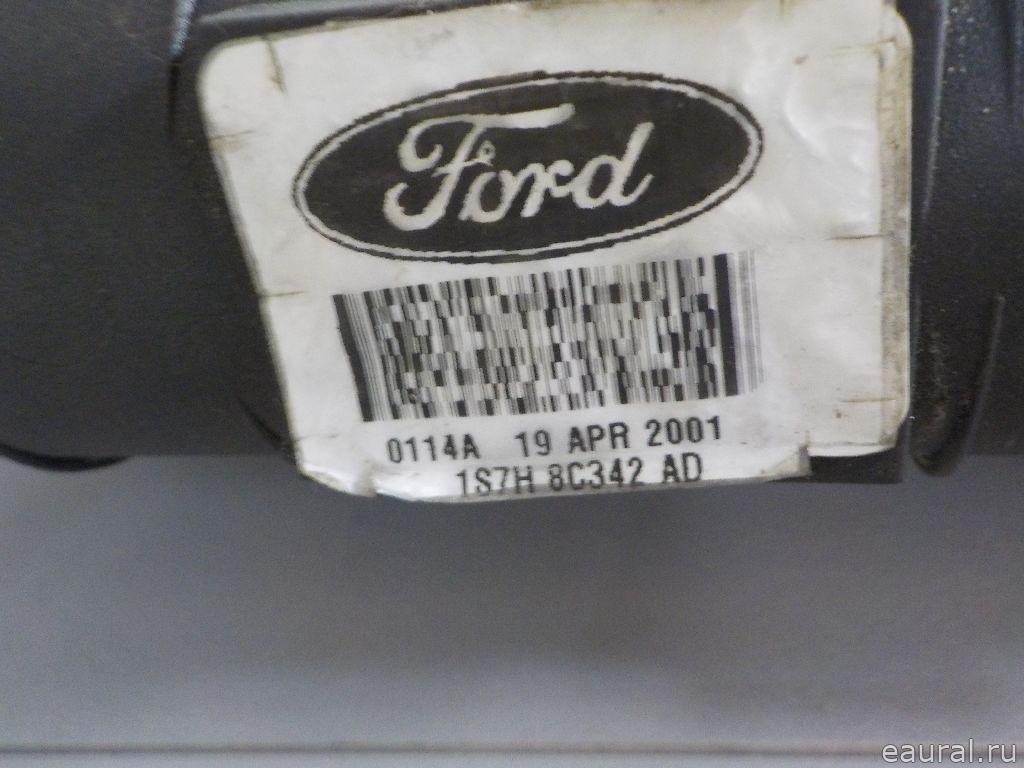 Ford
0114A 19 APR 2001
1S7H 8C342 AD
eaural.ru